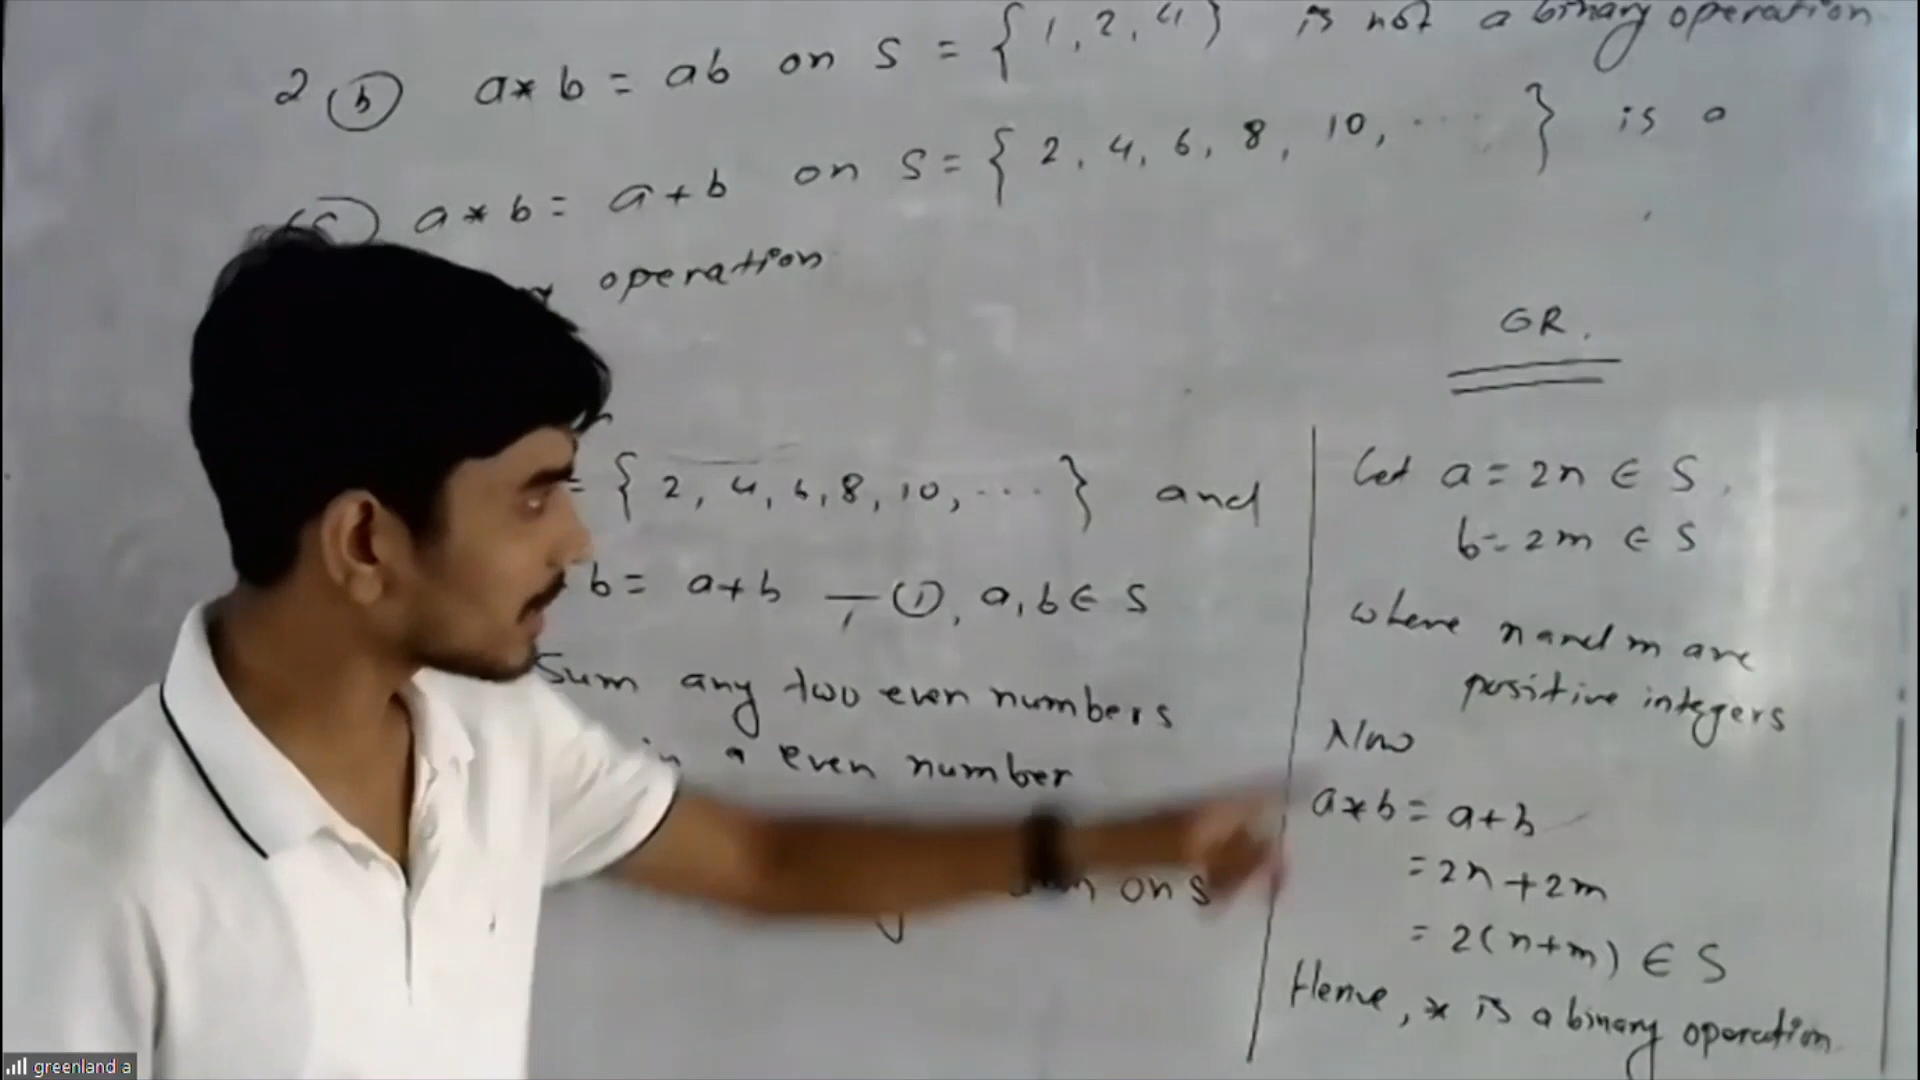 2 (b) a * b = ab on S = {1, 2, 4} is not a binary operation
(c) a * b = a + b on S = {2, 4, 6, 8, 10, ....} is a
operation
= {2, 4, 6, 8, 10, ....} and
b = a + b — (1), a, b ∈ S
Sum any two even numbers
in a even number
on S
GR.
Let a = 2n ∈ S,
b = 2m ∈ S
where n and m are
positive integers
Now
a * b = a + b
= 2n + 2m
= 2(n + m) ∈ S
Hence, * is a binary operation
greenland a